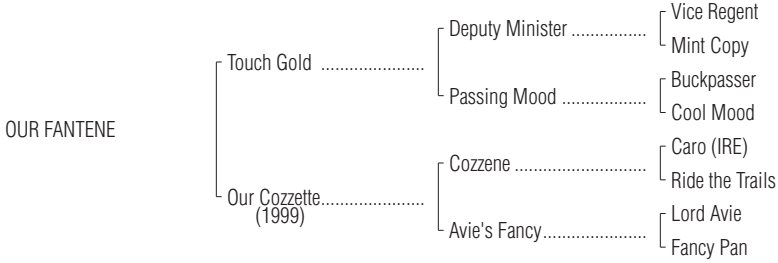 Vice Regent
Deputy Minister ................
Mint Copy
Touch Gold ......................
Buckpasser
Passing Mood ..................
Cool Mood
OUR FANTENE
Caro (IRE)
Cozzene ............................
Ride the Trails
Our Cozzette......................
(1999)
Lord Avie
Avie's Fancy......................
Fancy Pan